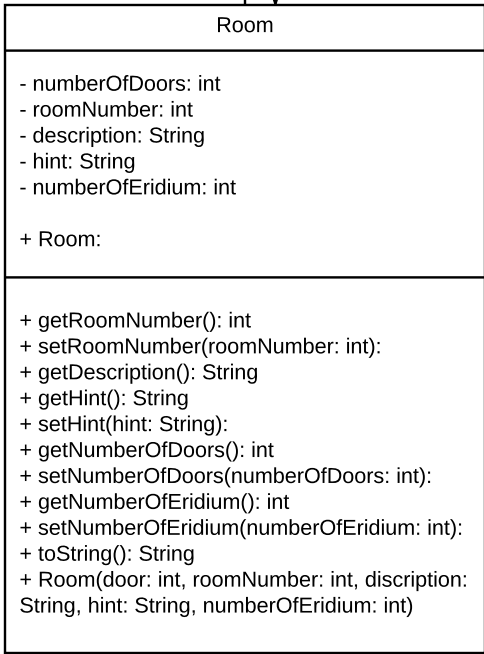 Room
- numberOfDoors: int
- roomNumber: int
- description: String
- hint: String
- numberOfEridium: int
+ Room:
+ getRoomNumber(): int
+ setRoomNumber(roomNumber: int):
+ getDescription(): String
+ getHint(): String
+ setHint(hint: String):
+ getNumberOfDoors(): int
+ setNumberOfDoors(numberOfDoors: int):
+ getNumberOfEridium(): int
+ setNumberOfEridium(numberOfEridium: int):
+ toString(): String
+ Room(door: int, roomNumber: int, discription:
String, hint: String, numberOfEridium: int)